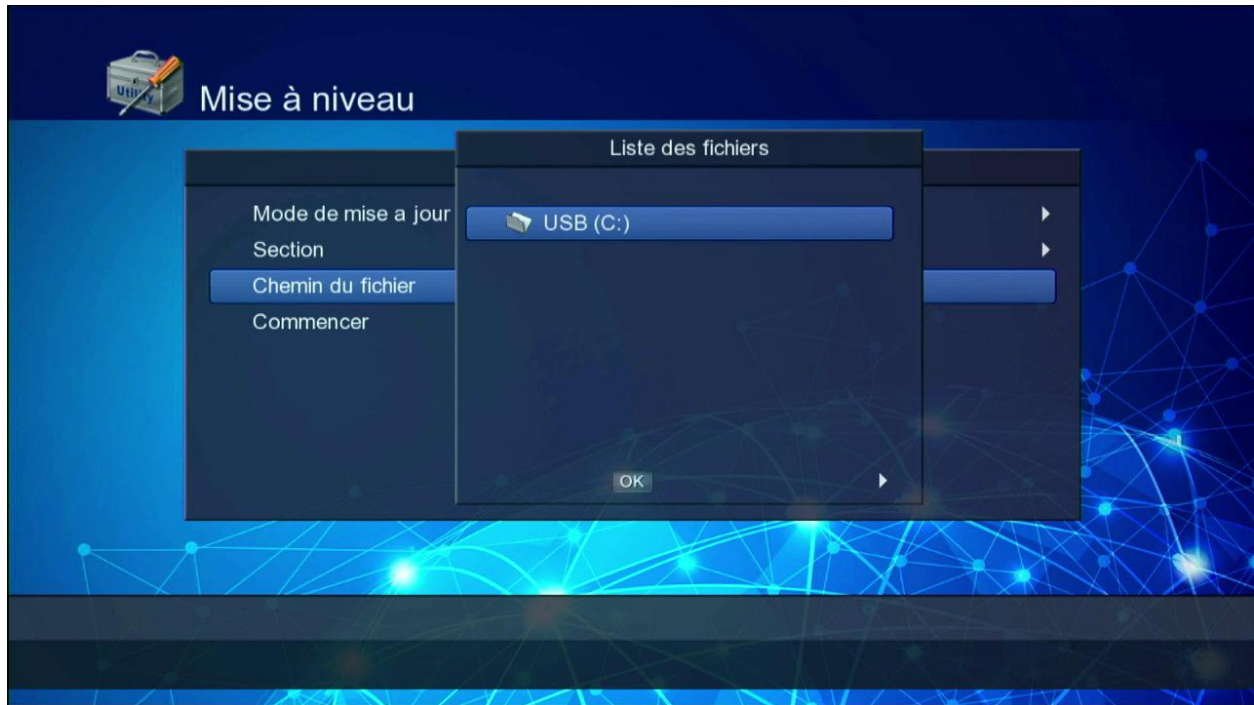 Utility
Mise à niveau
Liste des fichiers
Mode de mise a jour
USB (C:)
Section
Chemin du fichier
Commencer
OK